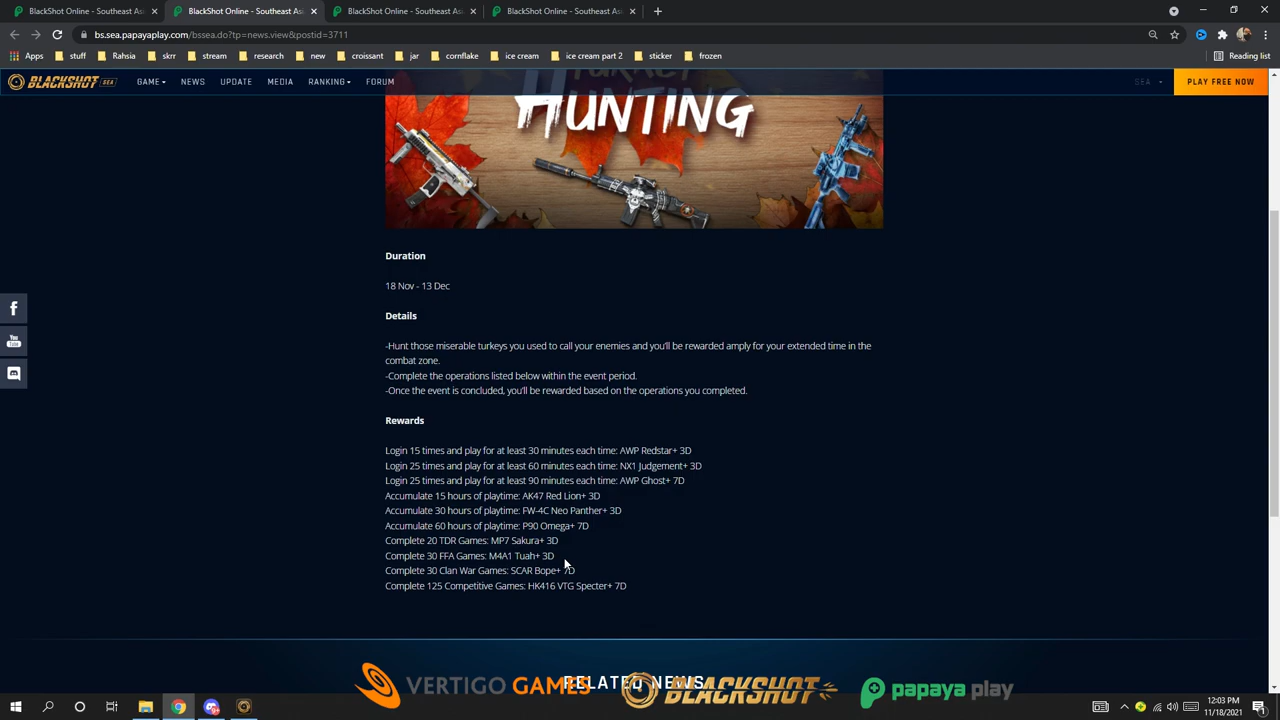 BlackShot Online - Southeast As
BlackShot Online - Southeast As
BlackShot Online - Southeast As
BlackShot Online - Southeast As
bs.sea.papayaplay.com/bssea.do?tp=news.view&postid=3711
Apps stuff Rahsia skrr stream research new croissant jar cornflake ice cream ice cream part 2 sticker frozen Reading list
BLACKSHOT SEA GAME NEWS UPDATE MEDIA RANKING FORUM SEA PLAY FREE NOW
TURKEY
HUNTING
Duration
18 Nov - 13 Dec
Details
-Hunt those miserable turkeys you used to call your enemies and you'll be rewarded amply for your extended time in the
combat zone.
-Complete the operations listed below within the event period.
-Once the event is concluded, you'll be rewarded based on the operations you completed.
Rewards
Login 15 times and play for at least 30 minutes each time: AWP Redstar+ 3D
Login 25 times and play for at least 60 minutes each time: NX1 Judgement+ 3D
Login 25 times and play for at least 90 minutes each time: AWP Ghost+ 7D
Accumulate 15 hours of playtime: AK47 Red Lion+ 3D
Accumulate 30 hours of playtime: FW-4C Neo Panther+ 3D
Accumulate 60 hours of playtime: P90 Omega+ 7D
Complete 20 TDR Games: MP7 Sakura+ 3D
Complete 30 FFA Games: M4A1 Tuah+ 3D
Complete 30 Clan War Games: SCAR Bope+ 7D
Complete 125 Competitive Games: HK416 VTG Specter+ 7D
RELATED NEWS
VERTIGO GAMES BLACKSHOT papaya play
12:03 PM
11/18/2021